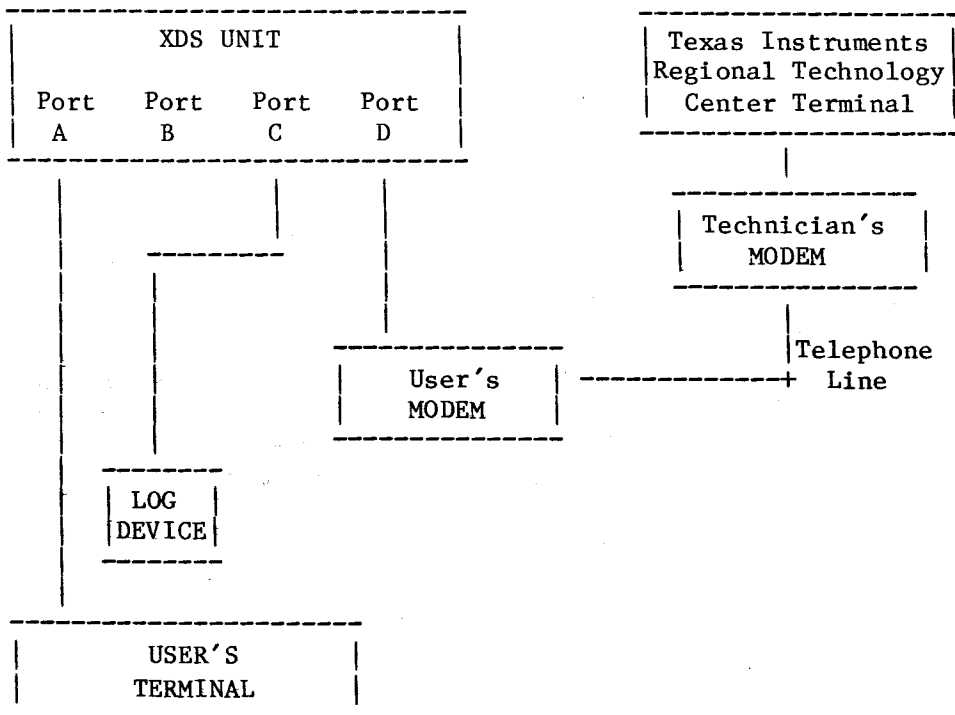 XDS UNIT
Port Port Port Port
A B C D
Texas Instruments
Regional Technology
Center Terminal
Technician's
MODEM
Telephone
Line
User's
MODEM
LOG
DEVICE
USER'S
TERMINAL